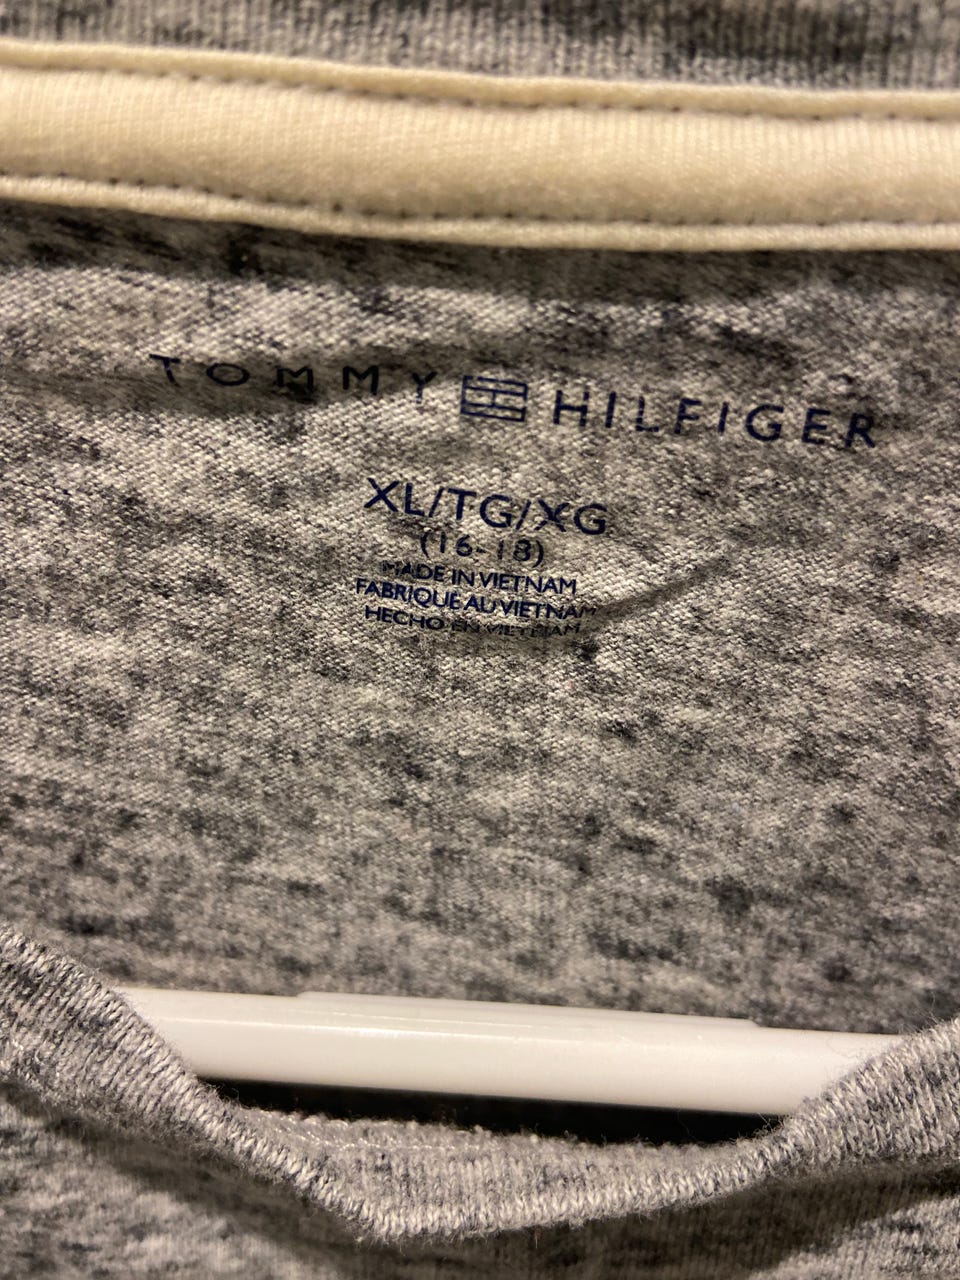 TOMMY HILFIGER
XL/TG/XG
(16-18)
MADE IN VIETNAM
FABRIQUE AU VIETNAM
HECHO EN VIETNAM